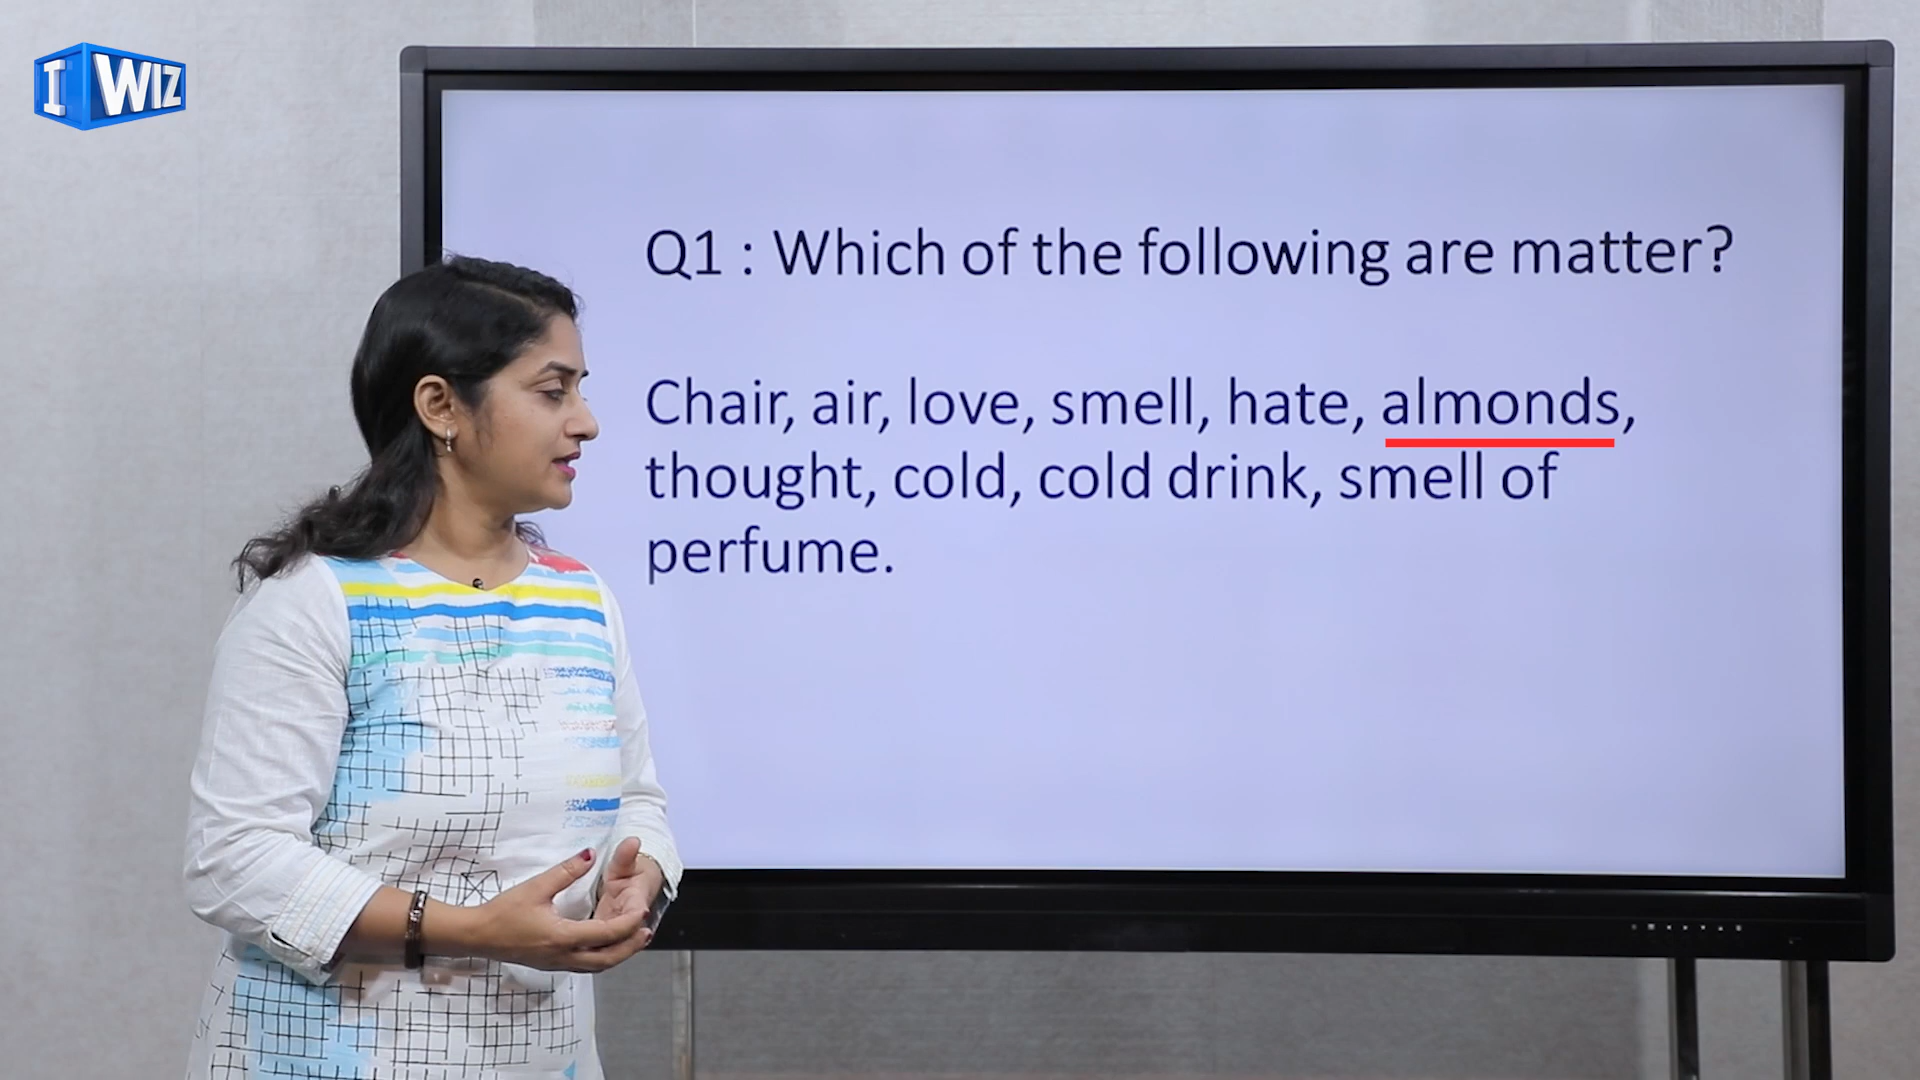 I WIZ
Q1 : Which of the following are matter?
Chair, air, love, smell, hate, almonds,
thought, cold, cold drink, smell of
perfume.